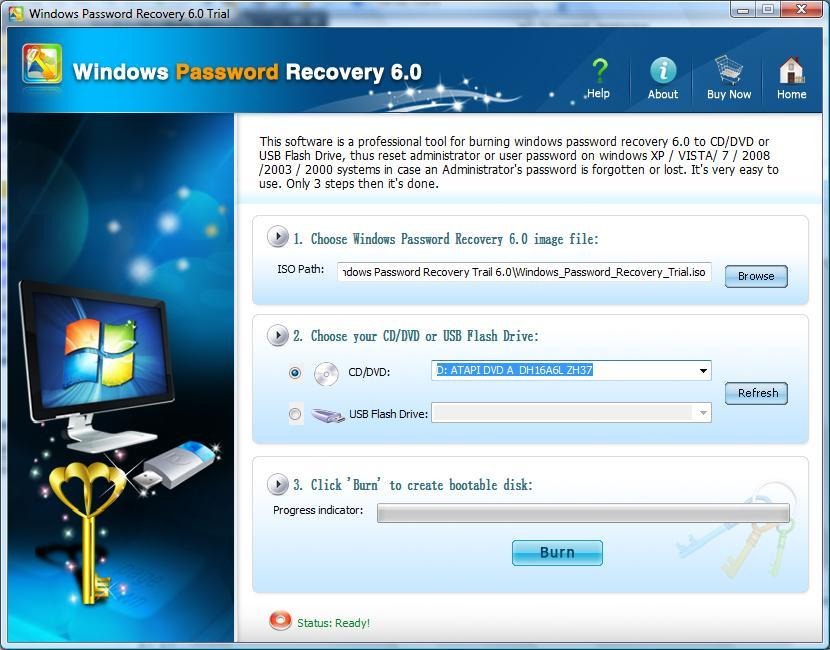 Windows Password Recovery 6.0 Trial
Windows Password Recovery 6.0
Help
About
Buy Now
Home
This software is a professional tool for burning windows password recovery 6.0 to CD/DVD or
USB Flash Drive, thus reset administrator or user password on windows XP / VISTA/ 7 / 2008
/2003 / 2000 systems in case an Administrator's password is forgotten or lost. It's very easy to
use. Only 3 steps then it's done.
1. Choose Windows Password Recovery 6.0 image file:
ISO Path:
ndows Password Recovery Trail 6.0\Windows_Password_Recovery_Trial.iso
Browse
2. Choose your CD/DVD or USB Flash Drive:
CD/DVD:
D: ATAPI DVD A  DH16A6L ZH37
Refresh
USB Flash Drive:
3. Click 'Burn' to create bootable disk:
Progress indicator:
Burn
Status: Ready!